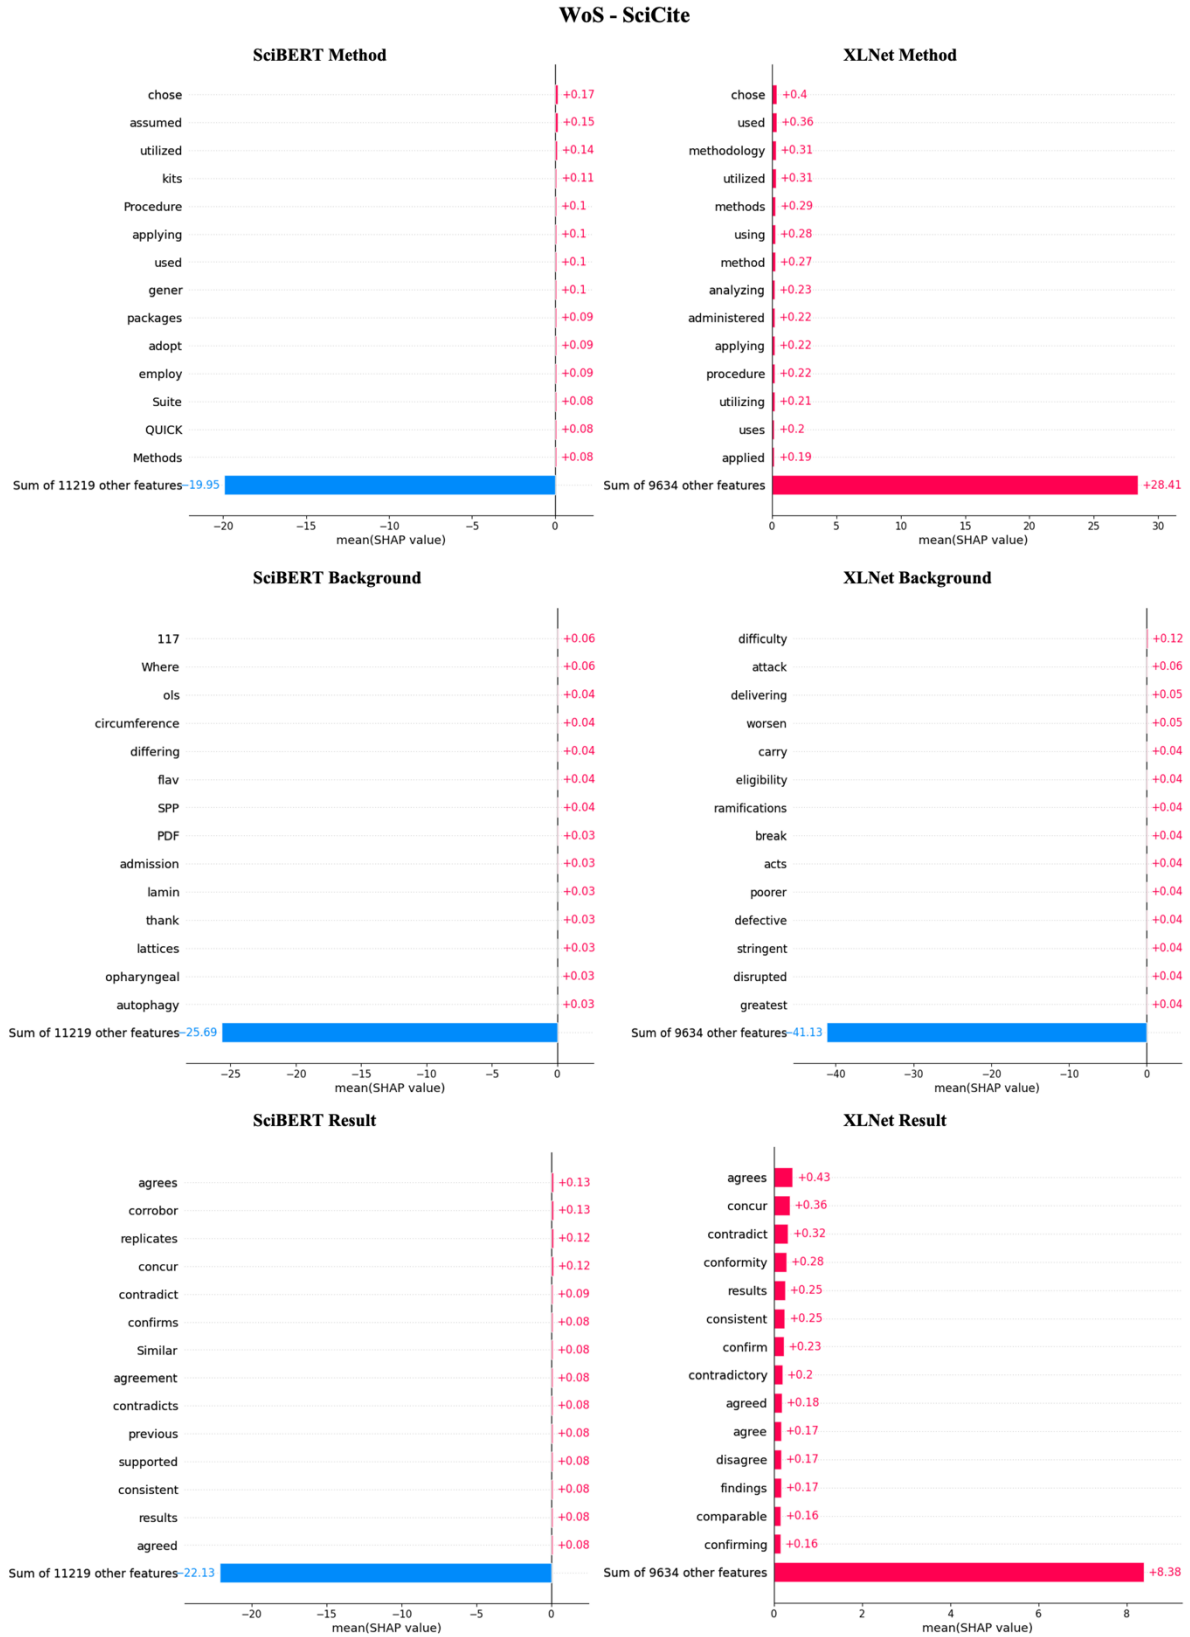 WoS - SciCite
SciBERT Method
chose +0.17
assumed +0.15
utilized +0.14
kits +0.11
Procedure +0.1
applying +0.1
used +0.1
gener +0.1
packages +0.09
adopt +0.09
employ +0.09
Suite +0.08
QUICK +0.08
Methods +0.08
Sum of 11219 other features −19.95
−20 −15 −10 −5 0
mean(SHAP value)
XLNet Method
chose +0.4
used +0.36
methodology +0.31
utilized +0.31
methods +0.29
using +0.28
method +0.27
analyzing +0.23
administered +0.22
applying +0.22
procedure +0.22
utilizing +0.21
uses +0.2
applied +0.19
Sum of 9634 other features +28.41
0 5 10 15 20 25 30
mean(SHAP value)
SciBERT Background
117 +0.06
Where +0.06
ols +0.04
circumference +0.04
differing +0.04
flav +0.04
SPP +0.04
PDF +0.03
admission +0.03
lamin +0.03
thank +0.03
lattices +0.03
opharyngeal +0.03
autophagy +0.03
Sum of 11219 other features −25.69
−25 −20 −15 −10 −5 0
mean(SHAP value)
XLNet Background
difficulty +0.12
attack +0.06
delivering +0.05
worsen +0.05
carry +0.04
eligibility +0.04
ramifications +0.04
break +0.04
acts +0.04
poorer +0.04
defective +0.04
stringent +0.04
disrupted +0.04
greatest +0.04
Sum of 9634 other features −41.13
−40 −30 −20 −10 0
mean(SHAP value)
SciBERT Result
agrees +0.13
corrobor +0.13
replicates +0.12
concur +0.12
contradict +0.09
confirms +0.08
Similar +0.08
agreement +0.08
contradicts +0.08
previous +0.08
supported +0.08
consistent +0.08
results +0.08
agreed +0.08
Sum of 11219 other features −22.13
−20 −15 −10 −5 0
mean(SHAP value)
XLNet Result
agrees +0.43
concur +0.36
contradict +0.32
conformity +0.28
results +0.25
consistent +0.25
confirm +0.23
contradictory +0.2
agreed +0.18
agree +0.17
disagree +0.17
findings +0.17
comparable +0.16
confirming +0.16
Sum of 9634 other features +8.38
0 2 4 6 8
mean(SHAP value)